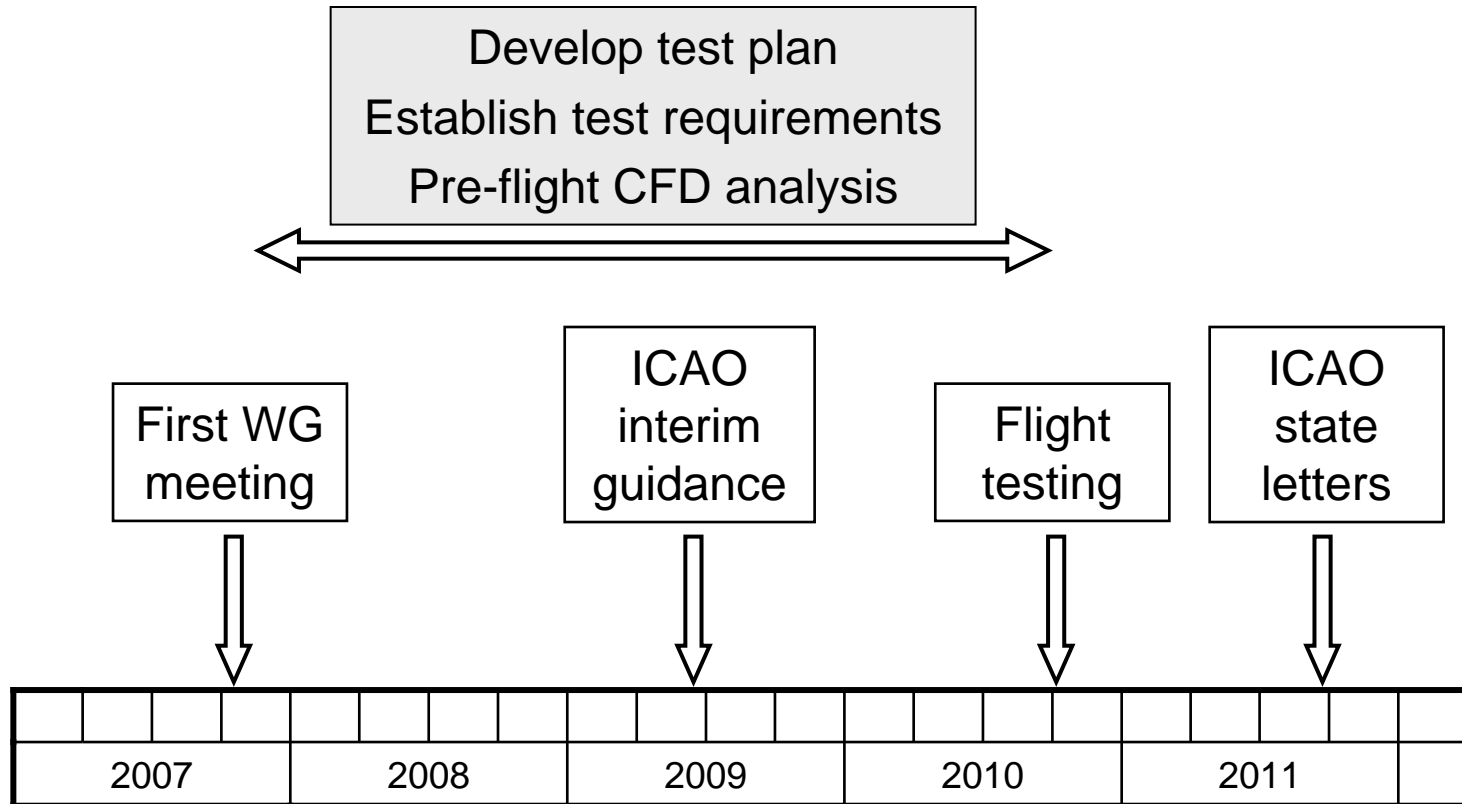 Develop test plan
Establish test requirements
Pre-flight CFD analysis
First WG
meeting
ICAO
interim
guidance
Flight
testing
ICAO
state
letters
2007
2008
2009
2010
2011